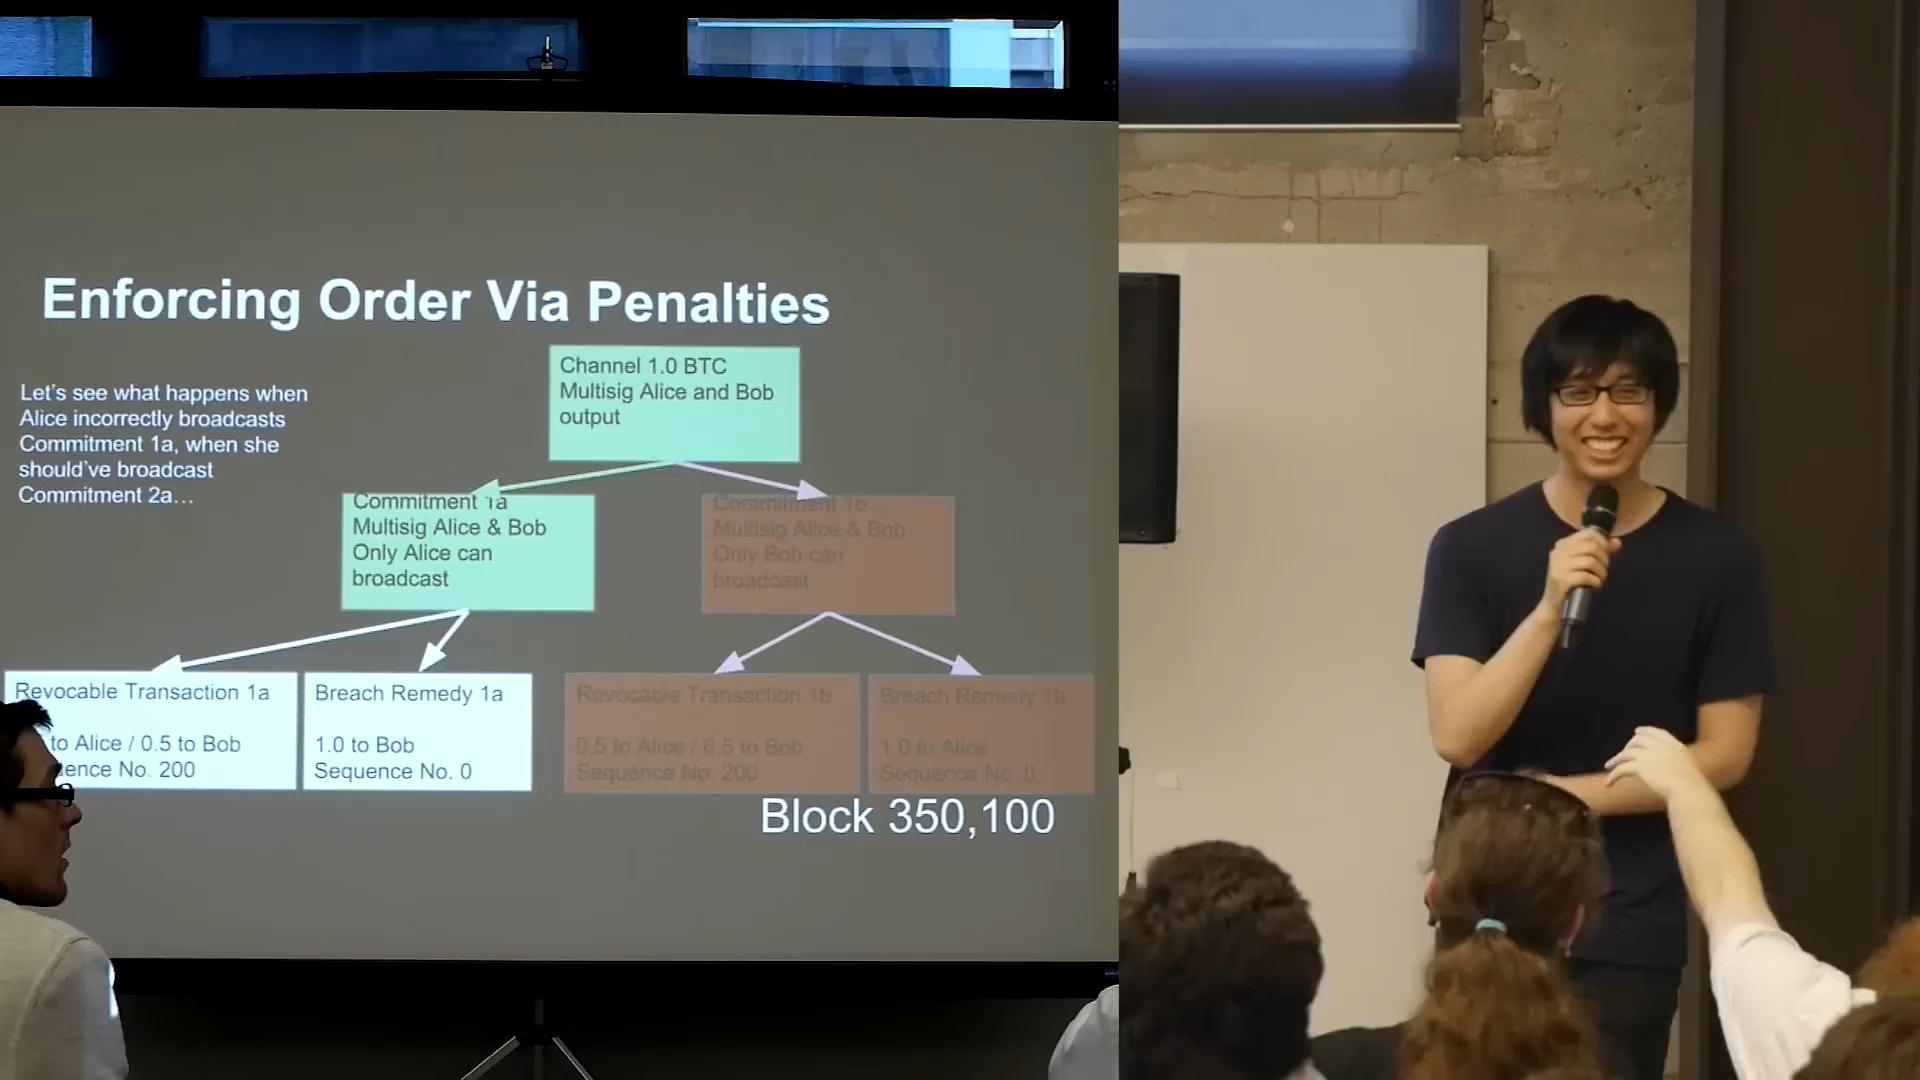 Enforcing Order Via Penalties
Let's see what happens when
Alice incorrectly broadcasts
Commitment 1a, when she
should've broadcast
Commitment 2a...
Channel 1.0 BTC
Multisig Alice and Bob
output
Commitment 1a
Multisig Alice & Bob
Only Alice can
broadcast
Commitment 1b
Multisig Alice & Bob
Only Bob can
broadcast
Revocable Transaction 1a
to Alice / 0.5 to Bob
No. 200
Breach Remedy 1a
1.0 to Bob
Sequence No. 0
Revocable Transaction 1b
0.5 to Alice / 0.5 to Bob
Sequence No. 200
Breach Remedy 1b
1.0 to Alice
Sequence No. 0
Block 350,100